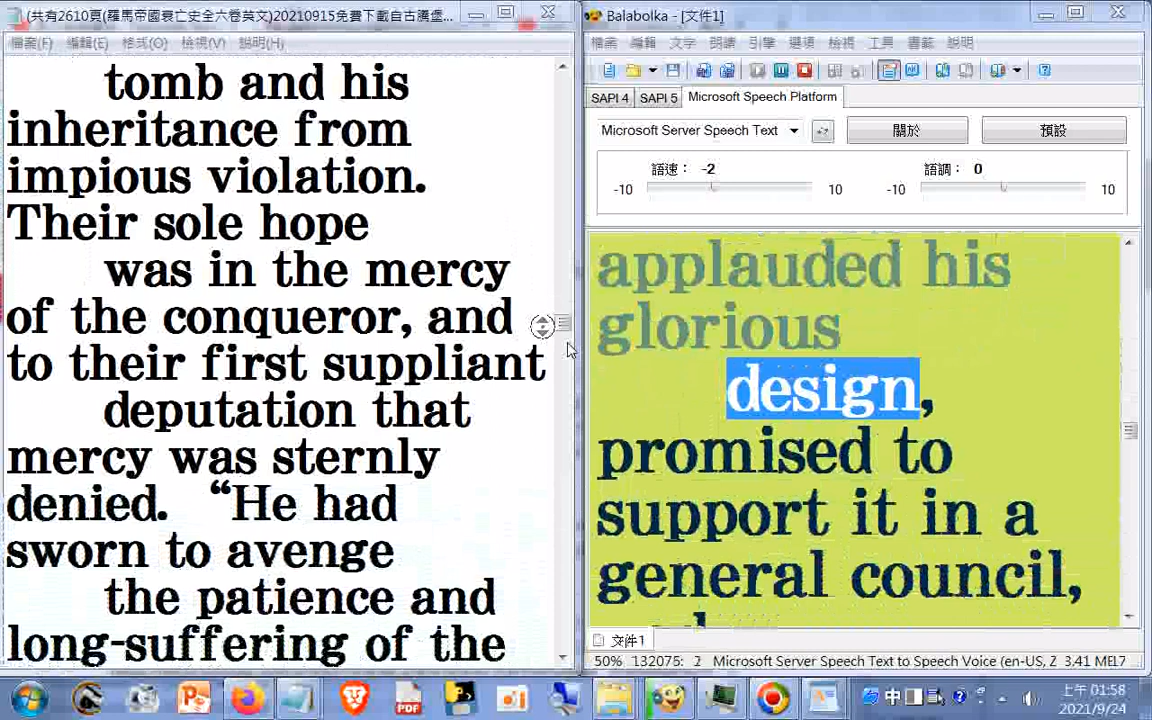 (共有2610頁(羅馬帝國衰亡史全六卷英文)20210915免費下載自古騰堡...
檔案(F) 編輯(E) 格式(O) 檢視(V) 說明(H)
tomb and his
inheritance from
impious violation.
Their sole hope
was in the mercy
of the conqueror, and
to their first suppliant
deputation that
mercy was sternly
denied. “He had
sworn to avenge
the patience and
long-suffering of the
Balabolka - [文件1]
檔案 編輯 文字 朗讀 引擎 選項 檢視 工具 書籤 說明
SAPI 4 SAPI 5 Microsoft Speech Platform
Microsoft Server Speech Text 關於 預設
語速： -2 語調： 0
-10 10 -10 10
applauded his
glorious
design,
promised to
support it in a
general council,
文件1
50% 132075: 2 Microsoft Server Speech Text to Speech Voice (en-US, Z 3,41 ME\17
中
上午 01:58
2021/9/24